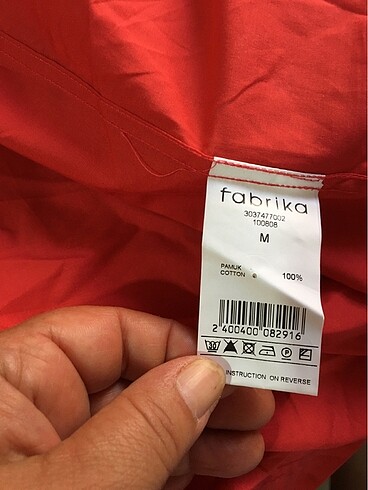 fabrika
3037477002
100808
M
PAMUK
COTTON 100%
2 400400 082916
INSTRUCTION ON REVERSE